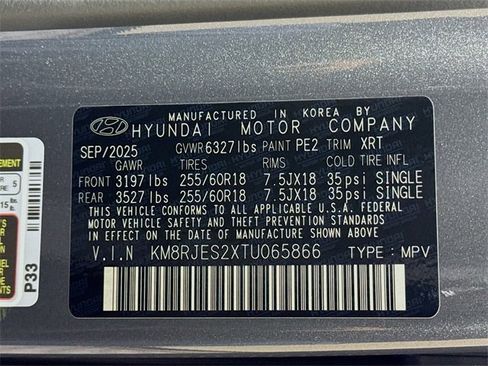 MANUFACTURED IN KOREA BY
HYUNDAI MOTOR COMPANY
SEP/2025 GVWR 6327lbs PAINT PE2 TRIM XRT
GAWR TIRES RIMS COLD TIRE INFL
FRONT 3197lbs 255/60R18 7.5JX18 35psi SINGLE
REAR 3527lbs 255/60R18 7.5JX18 35psi SINGLE
THIS VEHICLE CONFORMS TO ALL APPLICABLE U.S.A. FEDERAL
MOTOR VEHICLE SAFETY AND THEFT PREVENTION STANDARDS
IN EFFECT ON THE DATE OF MANUFACTURE SHOWN ABOVE.
V.I.N KM8RJES2XTU065866 TYPE: MPV
5
15
P33